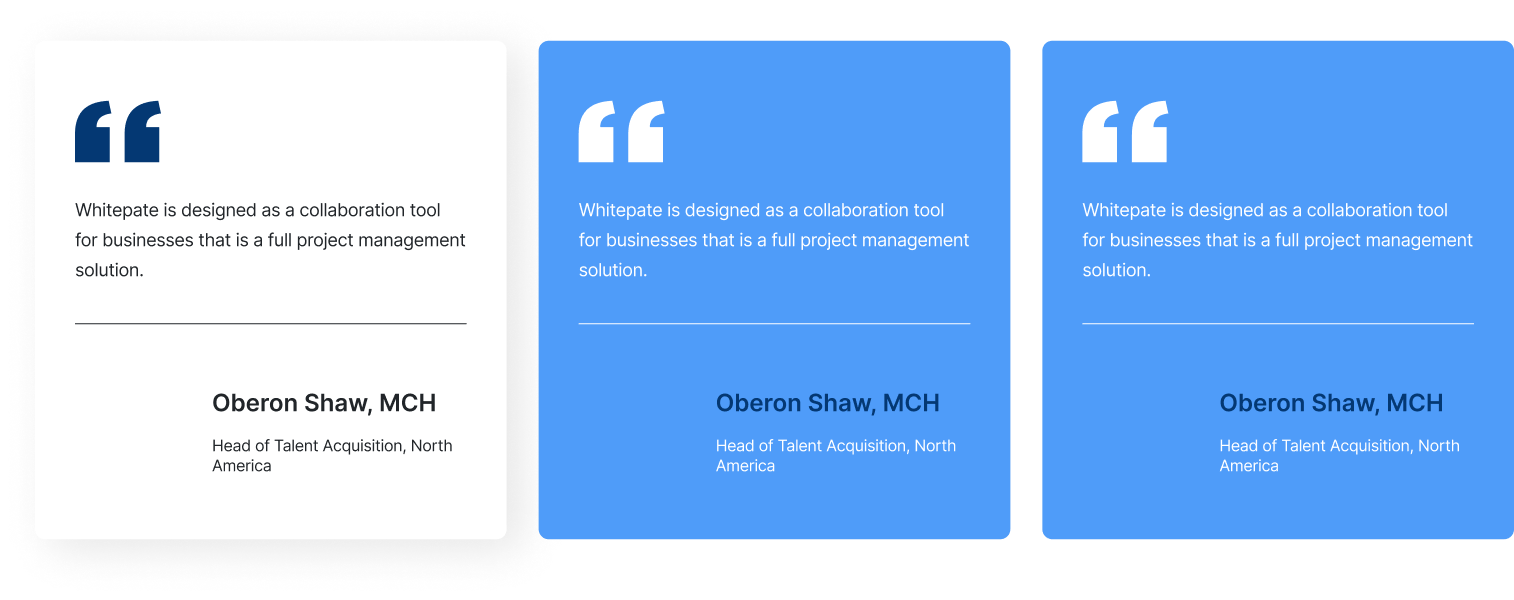 Whitepate is designed as a collaboration tool
for businesses that is a full project management
solution.
Oberon Shaw, MCH
Head of Talent Acquisition, North
America
Whitepate is designed as a collaboration tool
for businesses that is a full project management
solution.
Oberon Shaw, MCH
Head of Talent Acquisition, North
America
Whitepate is designed as a collaboration tool
for businesses that is a full project management
solution.
Oberon Shaw, MCH
Head of Talent Acquisition, North
America